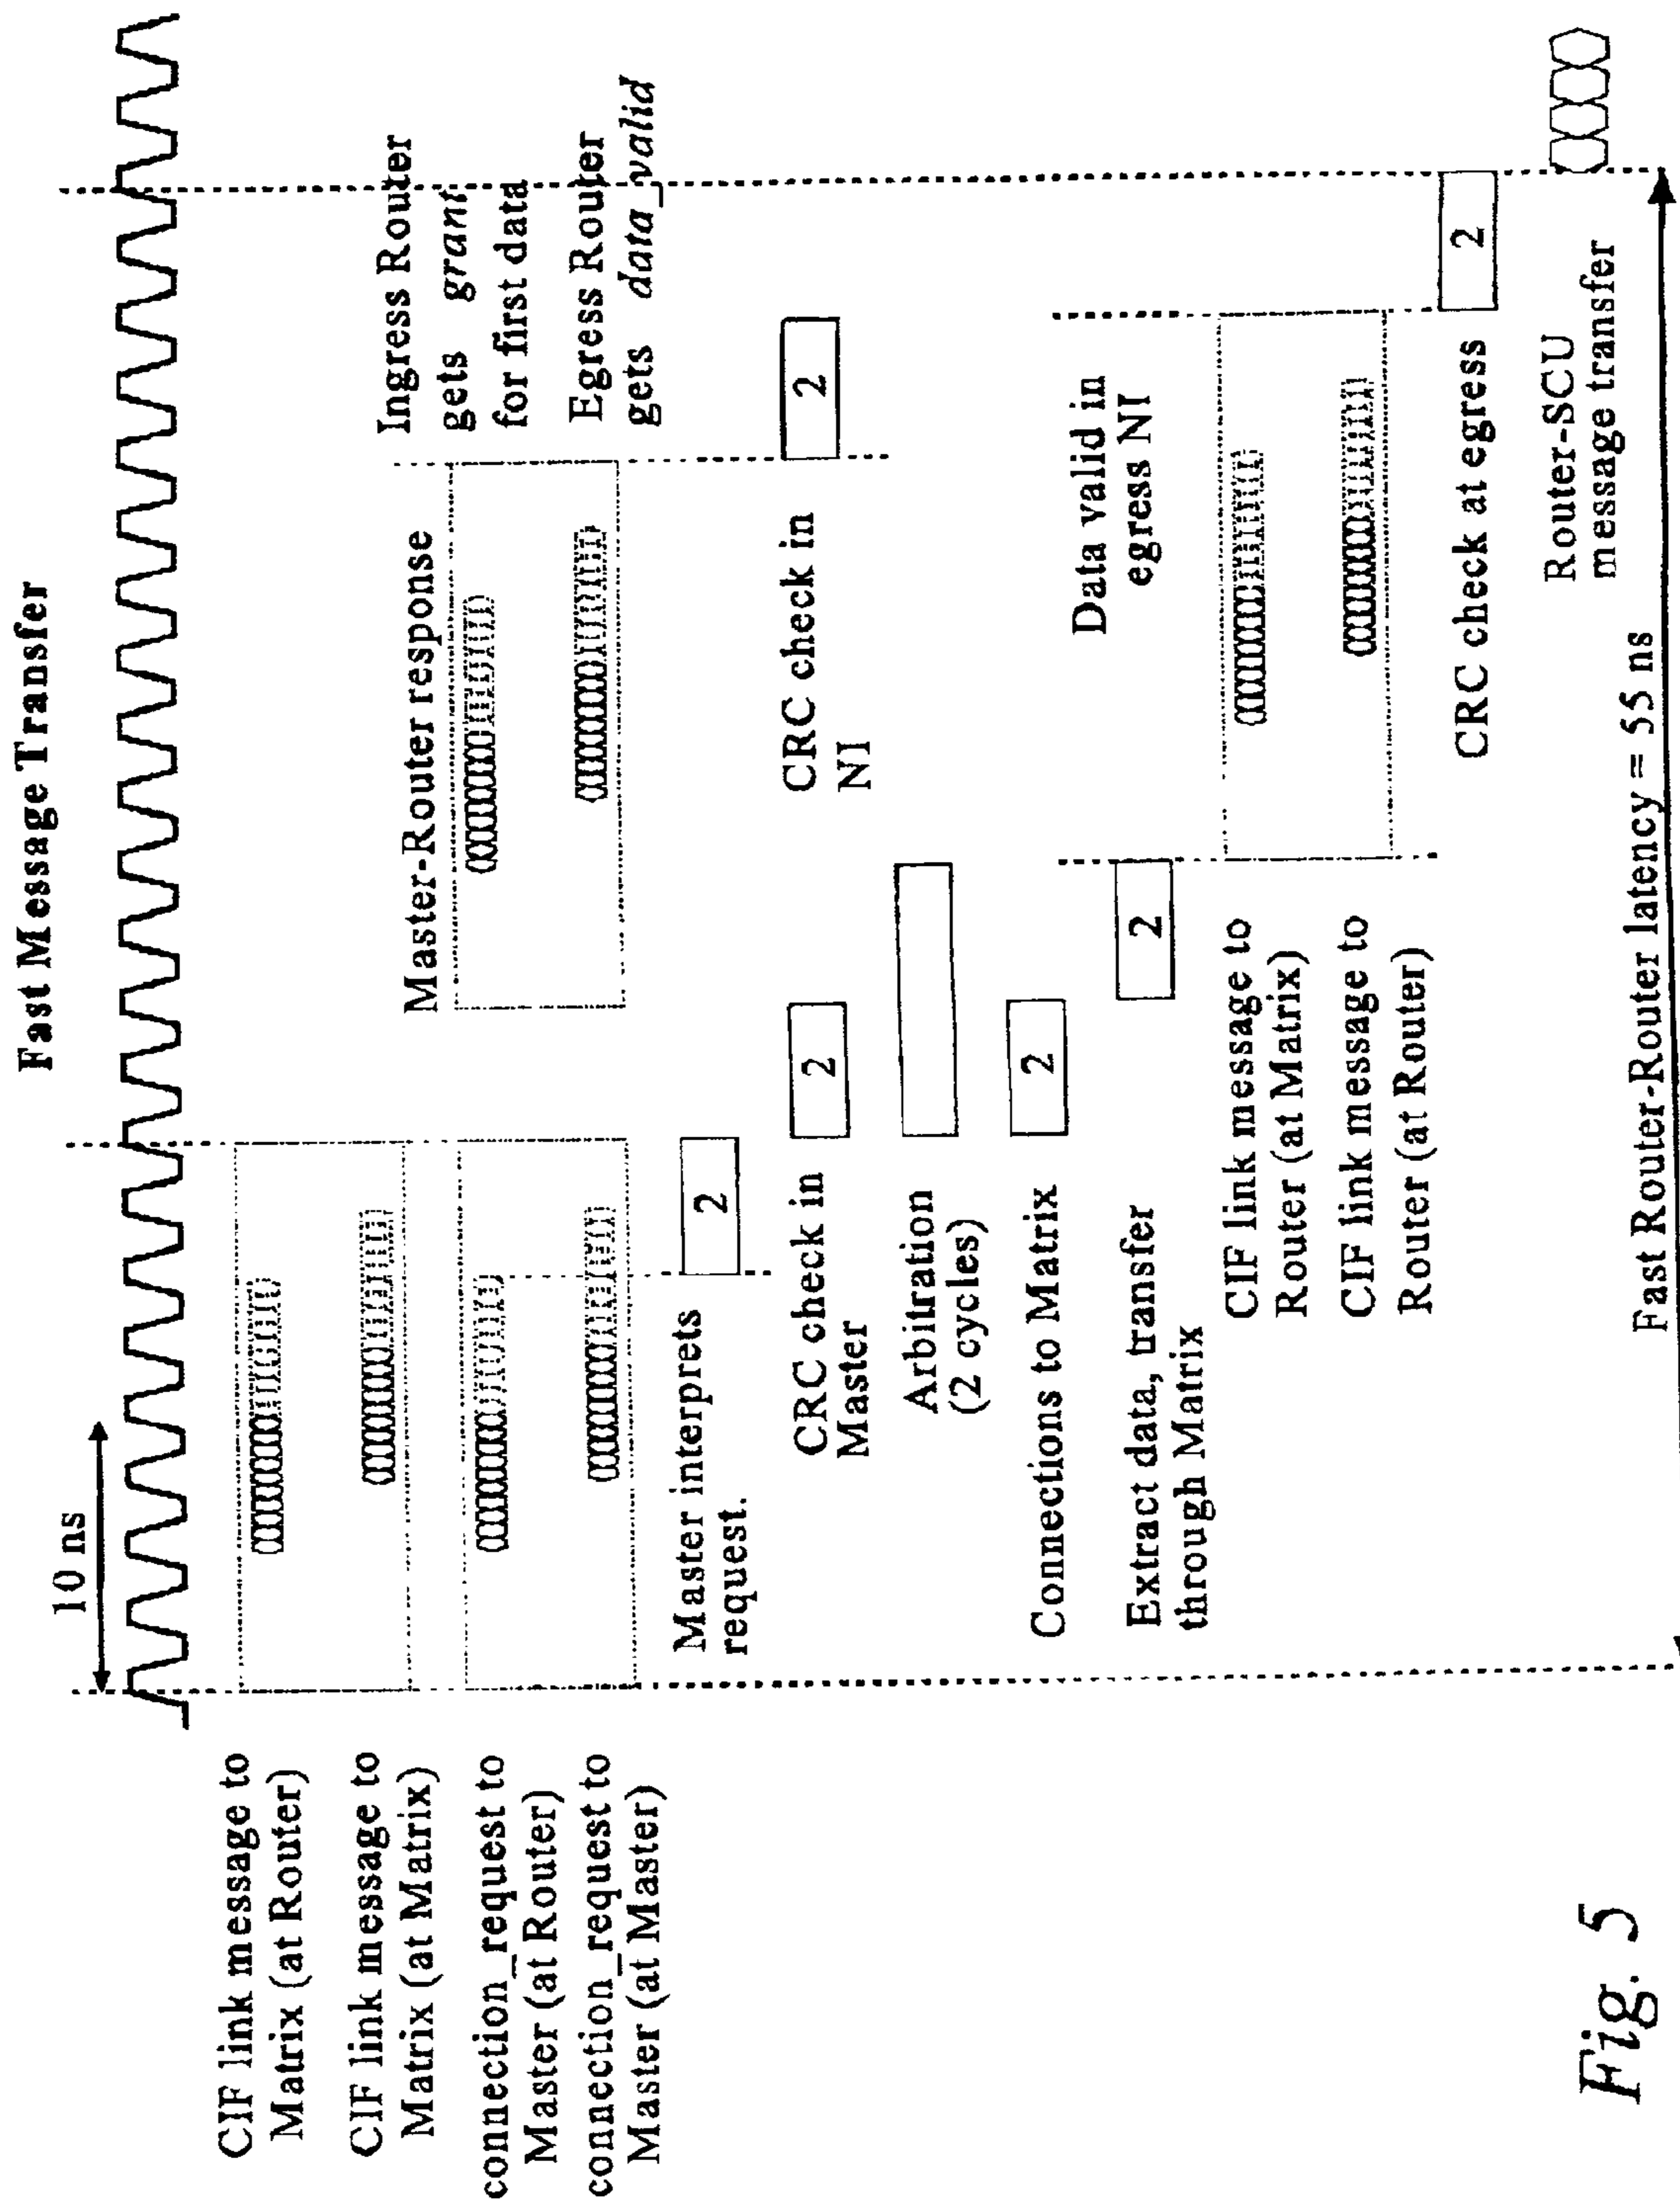 Fast Message Transfer
10 ns
CIF link message to
Matrix (at Router)
CIF link message to
Matrix (at Matrix)
connection_request to
Master (at Router)
connection_request to
Master (at Master)
Master-Router response
Ingress Router
gets grant
for first data
Egress Router
gets data_valid
Master interprets
request.
2
CRC check in
Master
2
CRC check in
NI
2
Arbitration
(2 cycles)
Connections to Matrix
2
Extract data, transfer
through Matrix
2
Data valid in
egress NI
CIF link message to
Router (at Matrix)
CIF link message to
Router (at Router)
CRC check at egress
2
Router-SCU
message transfer
Fast Router-Router latency = 55 ns
Fig. 5